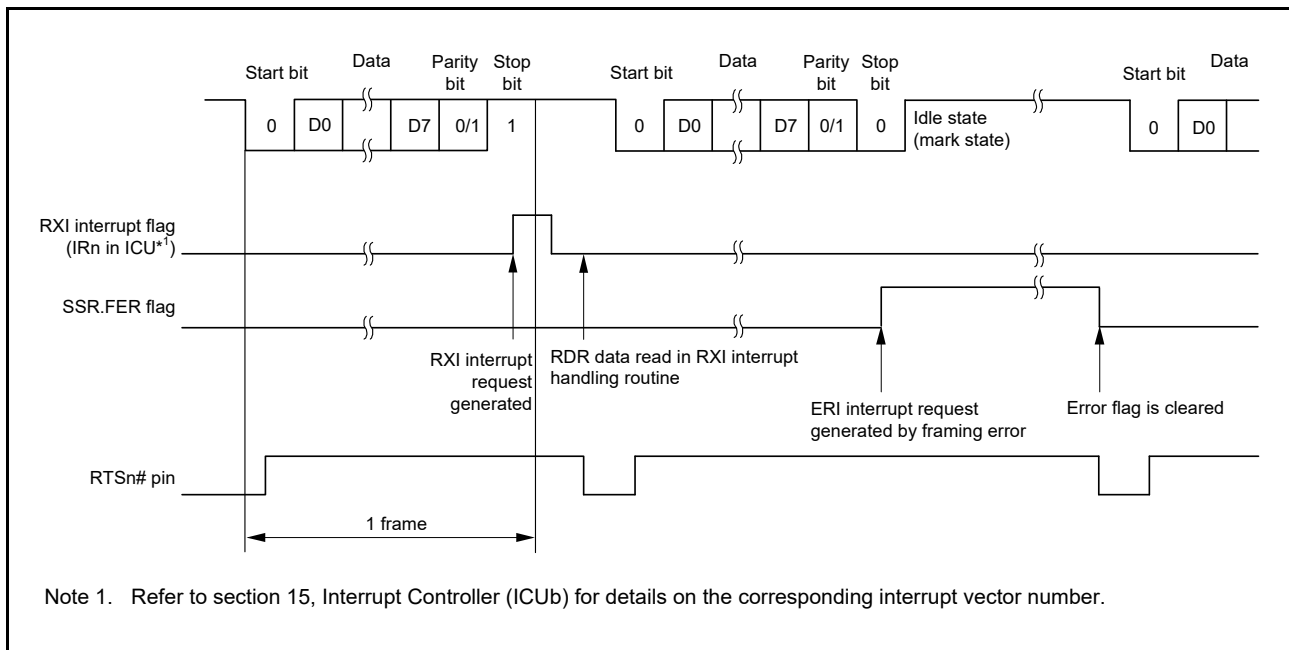 Start bit
Data
Parity
bit
Stop
bit
Start bit
Data
Parity
bit
Stop
bit
Start bit
Data
0 D0 D7 0/1 1
0 D0 D7 0/1 0
Idle state
(mark state)
0 D0
RXI interrupt flag
(IRn in ICU*1)
SSR.FER flag
RXI interrupt
request
generated
RDR data read in RXI interrupt
handling routine
ERI interrupt request
generated by framing error
Error flag is cleared
RTSn# pin
1 frame
Note 1. Refer to section 15, Interrupt Controller (ICUb) for details on the corresponding interrupt vector number.